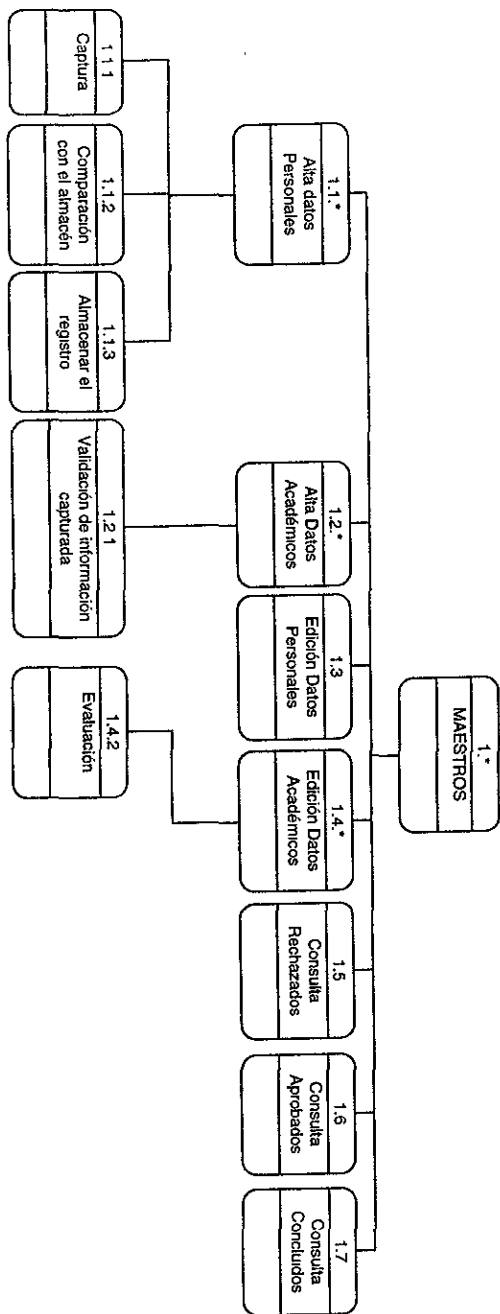 1.*
MAESTROS
1.1.*
Alta datos
Personales
1.2.*
Alta Datos
Académicos
1.3
Edición Datos
Personales
1.4.*
Edición Datos
Académicos
1.5
Consulta
Rechazados
1.6
Consulta
Aprobados
1.7
Consulta
Concluidos
1 1 1
Captura
1.1.2
Comparación
con el almacén
1.1.3
Almacenar el
registro
1.2 1
Validación de información
capturada
1.4.2
Evaluación